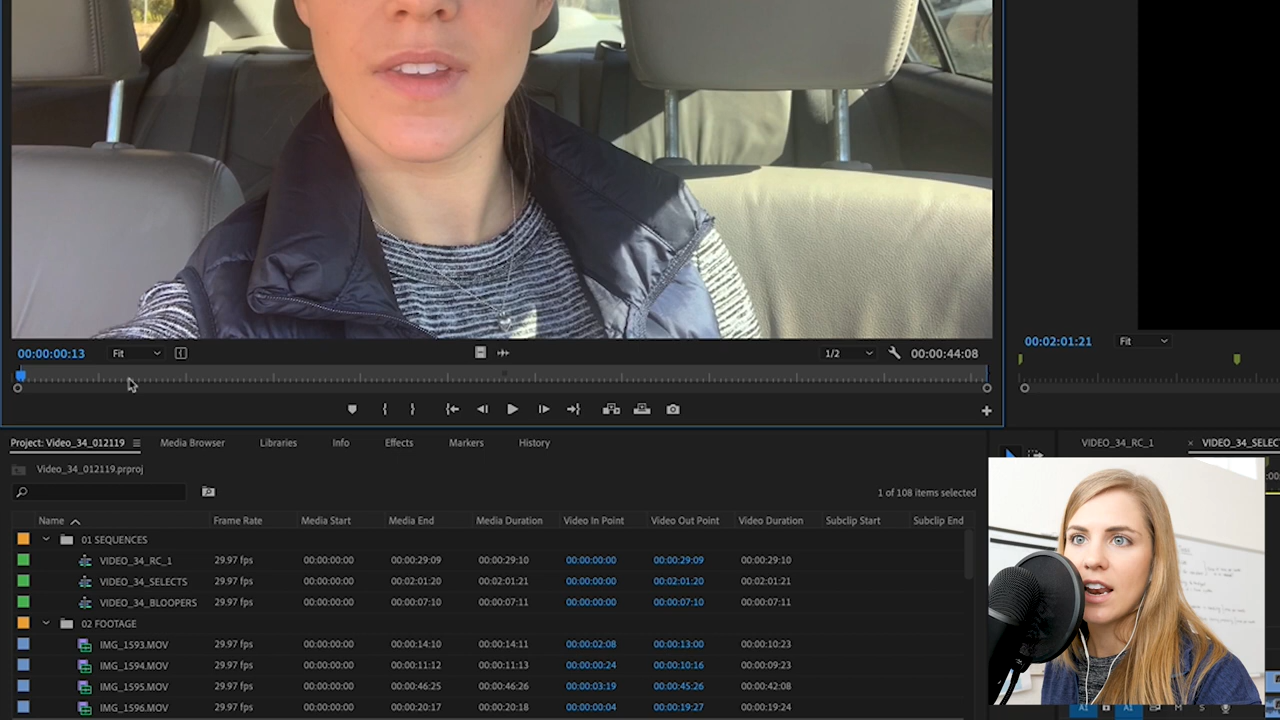 00:00:00:13 Fit 1/2 00:00:44:08
00:02:01:21 Fit
Project: Video_34_012119 Media Browser Libraries Info Effects Markers History
VIDEO_34_RC_1 × VIDEO_34_SELEC
Video_34_012119.prproj
1 of 108 items selected
Name Frame Rate Media Start Media End Media Duration Video In Point Video Out Point Video Duration Subclip Start Subclip End
01 SEQUENCES
VIDEO_34_RC_1 29.97 fps 00:00:00:00 00:00:29:09 00:00:29:10 00:00:00:00 00:00:29:09 00:00:29:10
VIDEO_34_SELECTS 29.97 fps 00:00:00:00 00:02:01:20 00:02:01:21 00:00:00:00 00:02:01:20 00:02:01:21
VIDEO_34_BLOOPERS 29.97 fps 00:00:00:00 00:00:07:10 00:00:07:11 00:00:00:00 00:00:07:10 00:00:07:11
02 FOOTAGE
IMG_1593.MOV 29.97 fps 00:00:00:00 00:00:14:10 00:00:14:11 00:00:02:08 00:00:13:00 00:00:10:23
IMG_1594.MOV 29.97 fps 00:00:00:00 00:00:11:12 00:00:11:13 00:00:00:24 00:00:10:16 00:00:09:23
IMG_1595.MOV 29.97 fps 00:00:00:00 00:00:46:25 00:00:46:26 00:00:03:19 00:00:45:26 00:00:42:08
IMG_1596.MOV 29.97 fps 00:00:00:00 00:00:20:17 00:00:20:18 00:00:00:04 00:00:19:27 00:00:19:24
A1 A1 M S